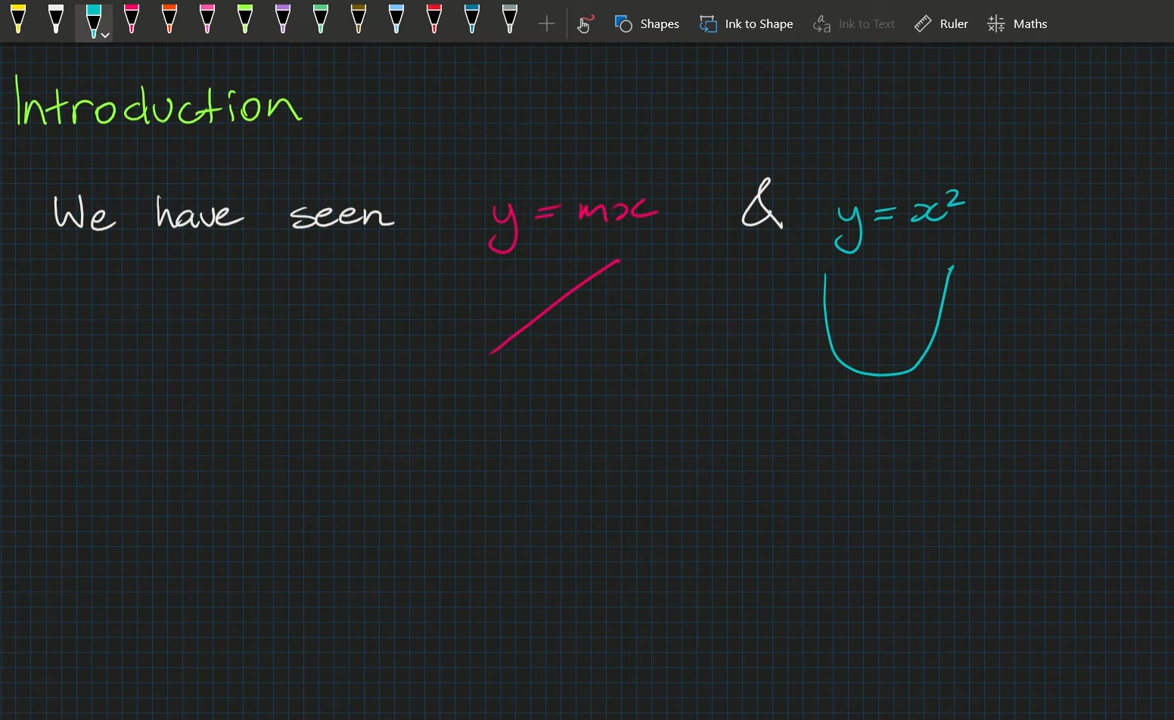 Shapes Ink to Shape Ink to Text Ruler Maths
Introduction
We have seen y = mx & y = x²